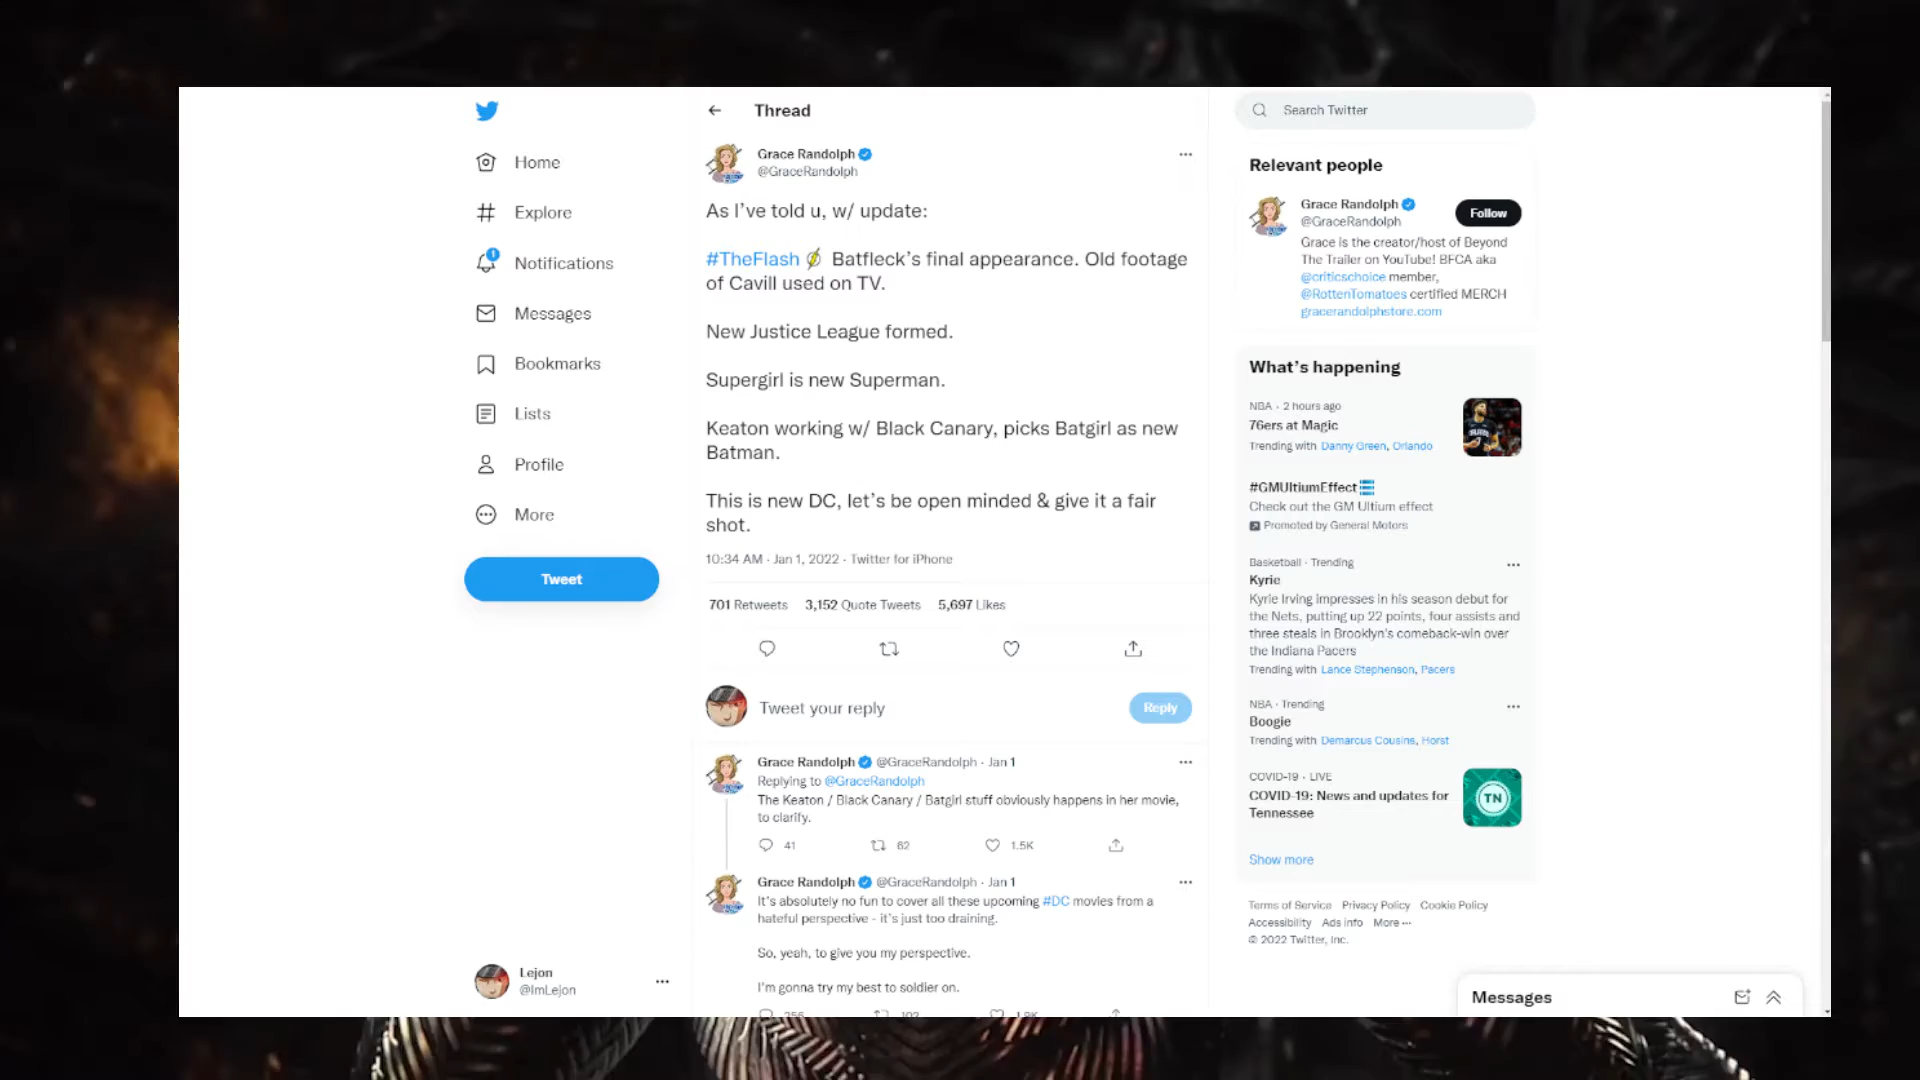 Home
Explore
1
Notifications
Messages
Bookmarks
Lists
Profile
More
Tweet
Lejon
@ImLejon
Thread
Grace Randolph
@GraceRandolph
As I've told u, w/ update:
#TheFlash Batfleck's final appearance. Old footage
of Cavill used on TV.
New Justice League formed.
Supergirl is new Superman.
Keaton working w/ Black Canary, picks Batgirl as new
Batman.
This is new DC, let's be open minded & give it a fair
shot.
10:34 AM · Jan 1, 2022 · Twitter for iPhone
701 Retweets 3,152 Quote Tweets 5,697 Likes
Tweet your reply
Reply
Grace Randolph @GraceRandolph · Jan 1
Replying to @GraceRandolph
The Keaton / Black Canary / Batgirl stuff obviously happens in her movie,
to clarify.
41 62 1.5K
Grace Randolph @GraceRandolph · Jan 1
It's absolutely no fun to cover all these upcoming #DC movies from a
hateful perspective - it's just too draining.
So, yeah, to give you my perspective.
I'm gonna try my best to soldier on.
256 102 1.9K
Search Twitter
Relevant people
Grace Randolph
@GraceRandolph
Follow
Grace is the creator/host of Beyond
The Trailer on YouTube! BFCA aka
@criticschoice member,
@RottenTomatoes certified MERCH
gracerandolphstore.com
What's happening
NBA · 2 hours ago
76ers at Magic
Trending with Danny Green, Orlando
#GMUltiumEffect
Check out the GM Ultium effect
Promoted by General Motors
Basketball · Trending
Kyrie
Kyrie Irving impresses in his season debut for
the Nets, putting up 22 points, four assists and
three steals in Brooklyn's comeback-win over
the Indiana Pacers
Trending with Lance Stephenson, Pacers
NBA · Trending
Boogie
Trending with Demarcus Cousins, Horst
COVID-19 · LIVE
COVID-19: News and updates for
Tennessee
TN
Show more
Terms of Service Privacy Policy Cookie Policy
Accessibility Ads info More ···
© 2022 Twitter, Inc.
Messages